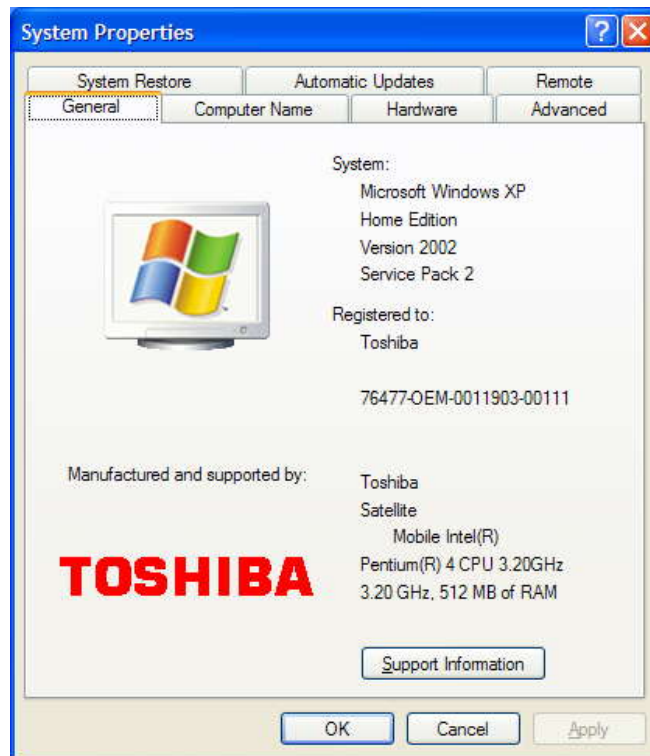 System Properties
System Restore Automatic Updates Remote
General Computer Name Hardware Advanced
System:
Microsoft Windows XP
Home Edition
Version 2002
Service Pack 2
Registered to:
Toshiba
76477-OEM-0011903-00111
Manufactured and supported by:
TOSHIBA
Toshiba
Satellite
Mobile Intel(R)
Pentium(R) 4 CPU 3.20GHz
3.20 GHz, 512 MB of RAM
Support Information
OK Cancel Apply